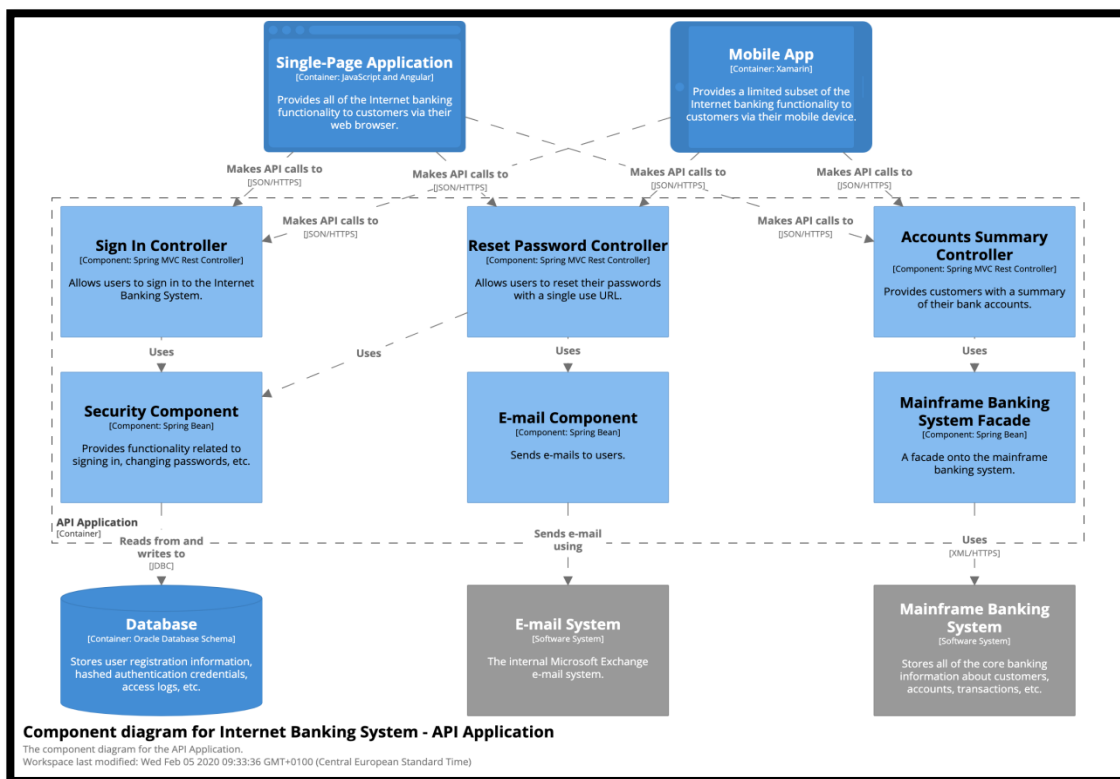 Single-Page Application
[Container: JavaScript and Angular]
Provides all of the Internet banking
functionality to customers via their
web browser.
Mobile App
[Container: Xamarin]
Provides a limited subset of the
Internet banking functionality to
customers via their mobile device.
Makes API calls to
[JSON/HTTPS]
Makes API calls to
[JSON/HTTPS]
Makes API calls to
[JSON/HTTPS]
Makes API calls to
[JSON/HTTPS]
Makes API calls to
[JSON/HTTPS]
Makes API calls to
[JSON/HTTPS]
Sign In Controller
[Component: Spring MVC Rest Controller]
Allows users to sign in to the Internet
Banking System.
Reset Password Controller
[Component: Spring MVC Rest Controller]
Allows users to reset their passwords
with a single use URL.
Accounts Summary
Controller
[Component: Spring MVC Rest Controller]
Provides customers with a summary
of their bank accounts.
Uses
Uses
Uses
Uses
Security Component
[Component: Spring Bean]
Provides functionality related to
signing in, changing passwords, etc.
E-mail Component
[Component: Spring Bean]
Sends e-mails to users.
Mainframe Banking
System Facade
[Component: Spring Bean]
A facade onto the mainframe
banking system.
API Application
[Container]
Reads from and
writes to
[JDBC]
Sends e-mail
using
Uses
[XML/HTTPS]
Database
[Container: Oracle Database Schema]
Stores user registration information,
hashed authentication credentials,
access logs, etc.
E-mail System
[Software System]
The internal Microsoft Exchange
e-mail system.
Mainframe Banking
System
[Software System]
Stores all of the core banking
information about customers,
accounts, transactions, etc.
Component diagram for Internet Banking System - API Application
The component diagram for the API Application.
Workspace last modified: Wed Feb 05 2020 09:33:36 GMT+0100 (Central European Standard Time)